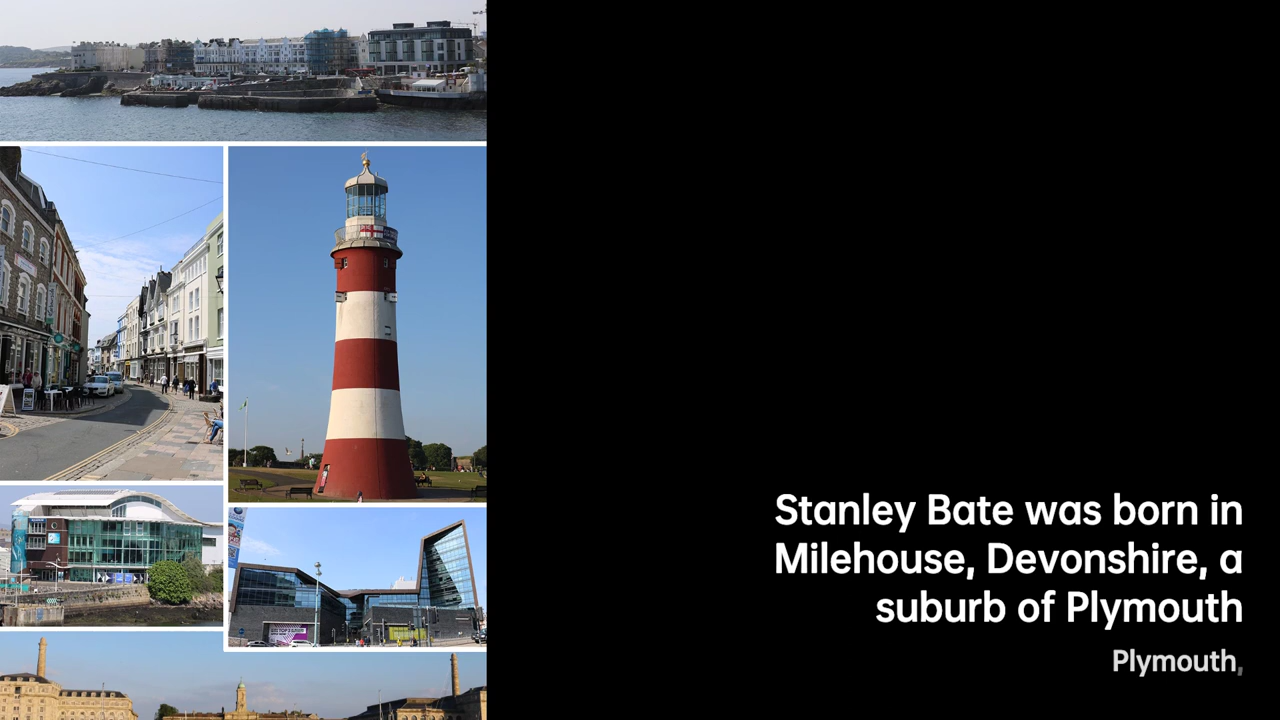 Stanley Bate was born in
Milehouse, Devonshire, a
suburb of Plymouth
Plymouth,